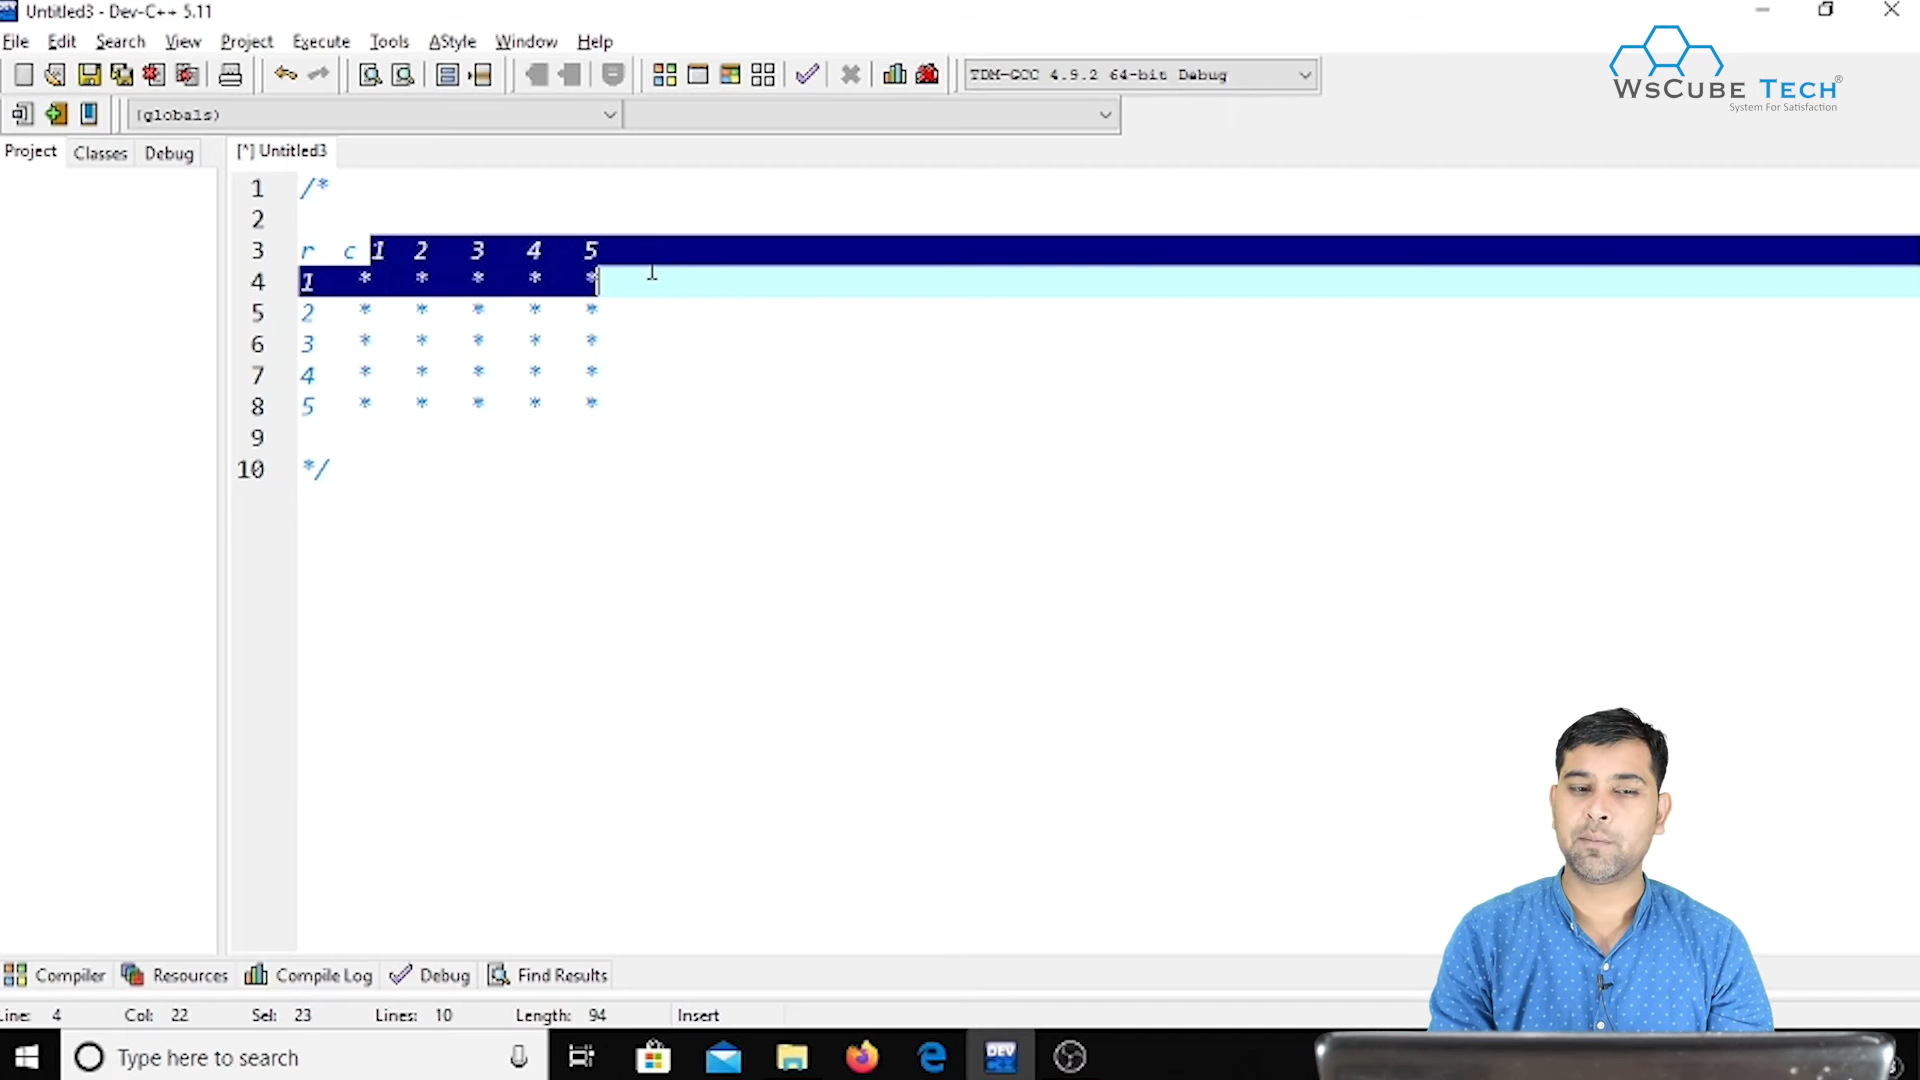 Untitled3 - Dev-C++ 5.11
File Edit Search View Project Execute Tools AStyle Window Help
TDM-GCC 4.9.2 64-bit Debug
(globals)
WsCube Tech®
System For Satisfaction
Project Classes Debug
[*] Untitled3
1 /*
2
3 r c 1 2 3 4 5
4 1 * * * * *
5 2 * * * * *
6 3 * * * * *
7 4 * * * * *
8 5 * * * * *
9
10 */
Compiler Resources Compile Log Debug Find Results
Line: 4 Col: 22 Sel: 23 Lines: 10 Length: 94 Insert
Type here to search
DEV